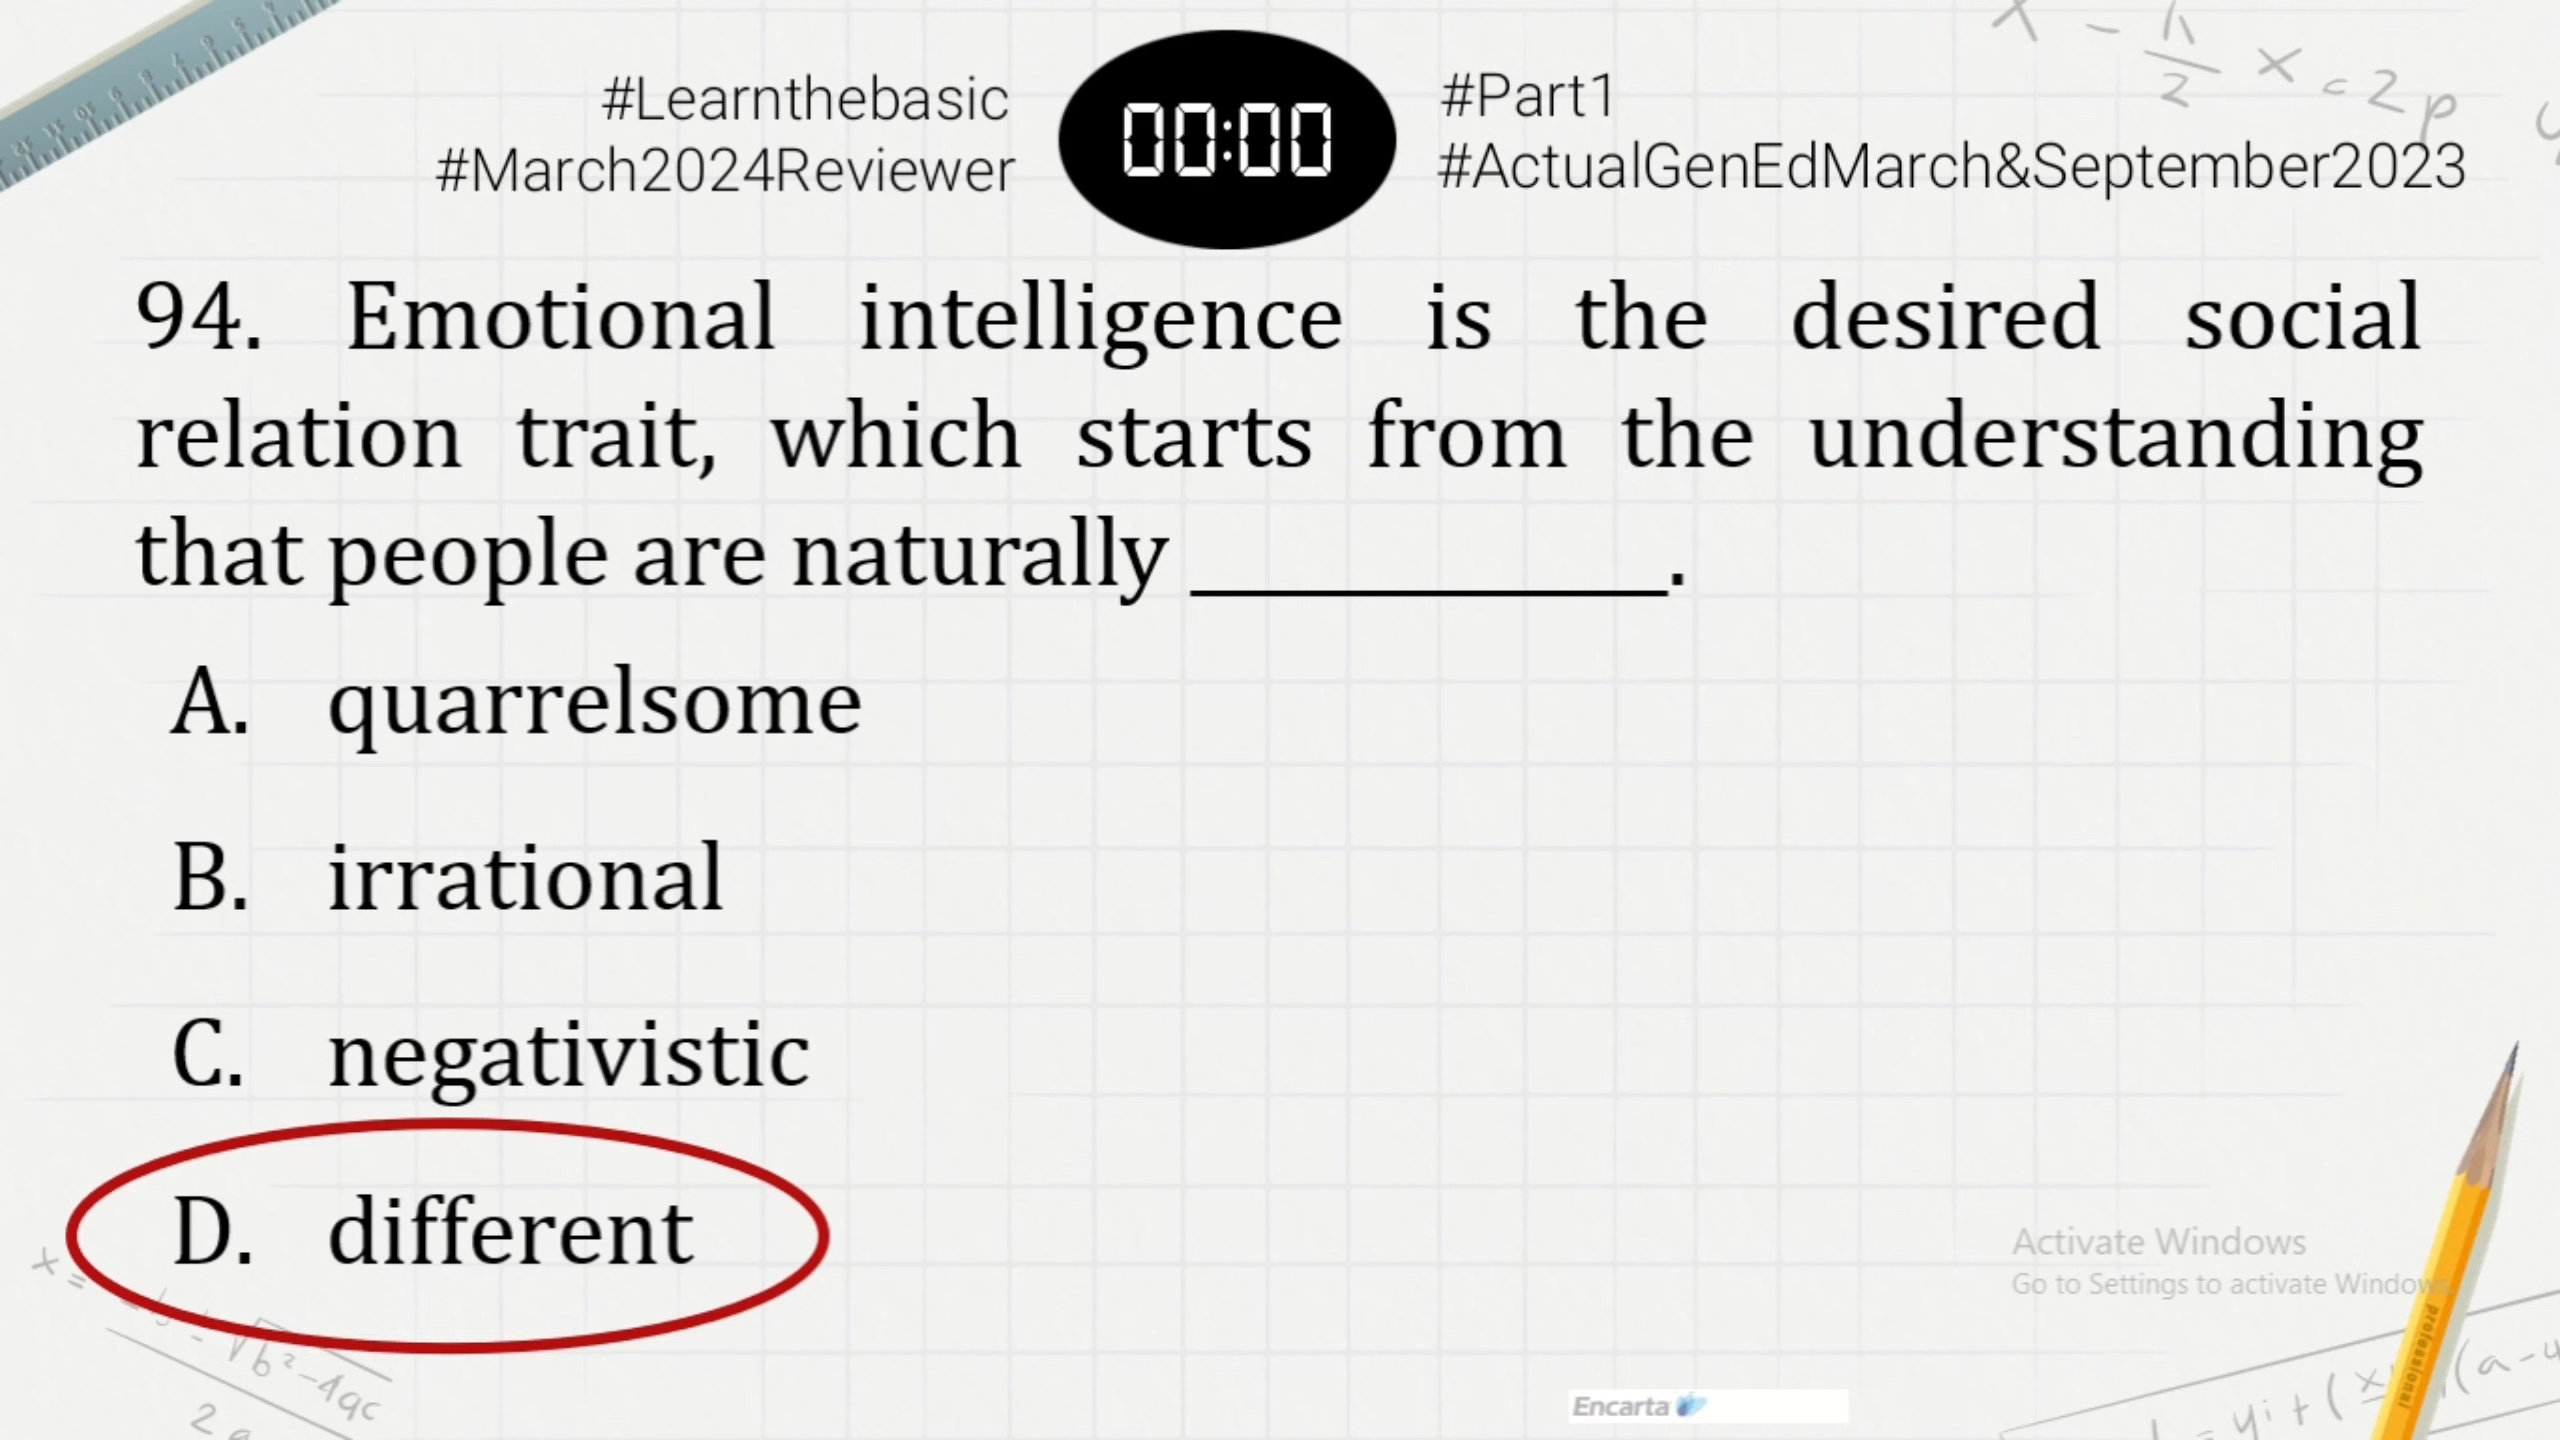 #Learnthebasic
#March2024Reviewer
00:00
#Part1
#ActualGenEdMarch&September2023
94. Emotional intelligence is the desired social
relation trait, which starts from the understanding
that people are naturally ___________.
A. quarrelsome
B. irrational
C. negativistic
D. different
Activate Windows
Go to Settings to activate Windows
professional
Encarta